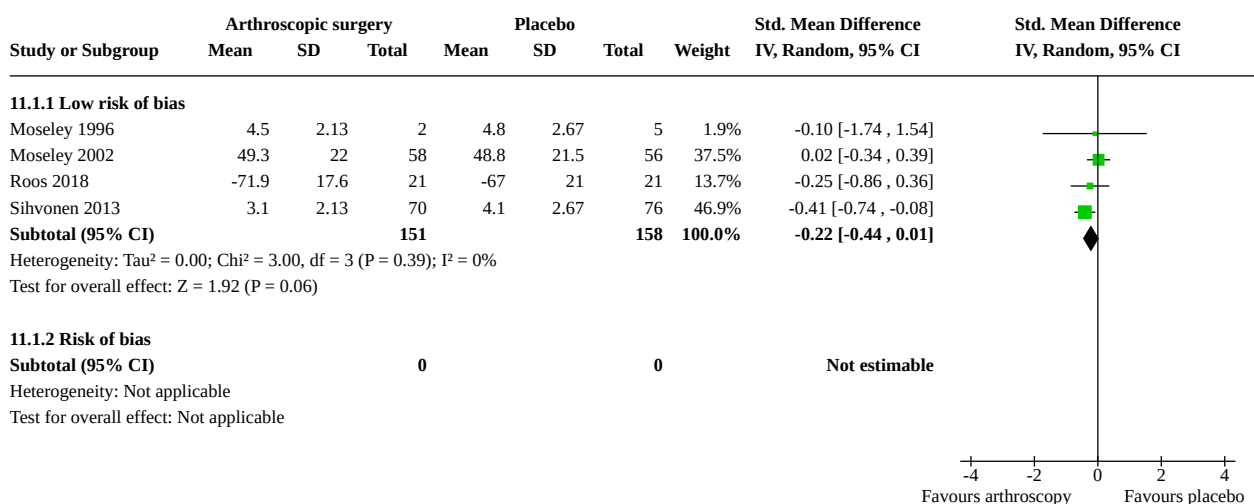 Arthroscopic surgery Placebo Std. Mean Difference Std. Mean Difference
Study or Subgroup Mean SD Total Mean SD Total Weight IV, Random, 95% CI IV, Random, 95% CI
11.1.1 Low risk of bias
Moseley 1996 4.5 2.13 2 4.8 2.67 5 1.9% -0.10 [-1.74 , 1.54]
Moseley 2002 49.3 22 58 48.8 21.5 56 37.5% 0.02 [-0.34 , 0.39]
Roos 2018 -71.9 17.6 21 -67 21 21 13.7% -0.25 [-0.86 , 0.36]
Sihvonen 2013 3.1 2.13 70 4.1 2.67 76 46.9% -0.41 [-0.74 , -0.08]
Subtotal (95% CI) 151 158 100.0% -0.22 [-0.44 , 0.01]
Heterogeneity: Tau² = 0.00; Chi² = 3.00, df = 3 (P = 0.39); I² = 0%
Test for overall effect: Z = 1.92 (P = 0.06)
11.1.2 Risk of bias
Subtotal (95% CI) 0 0 Not estimable
Heterogeneity: Not applicable
Test for overall effect: Not applicable
-4 -2 0 2 4
Favours arthroscopy Favours placebo